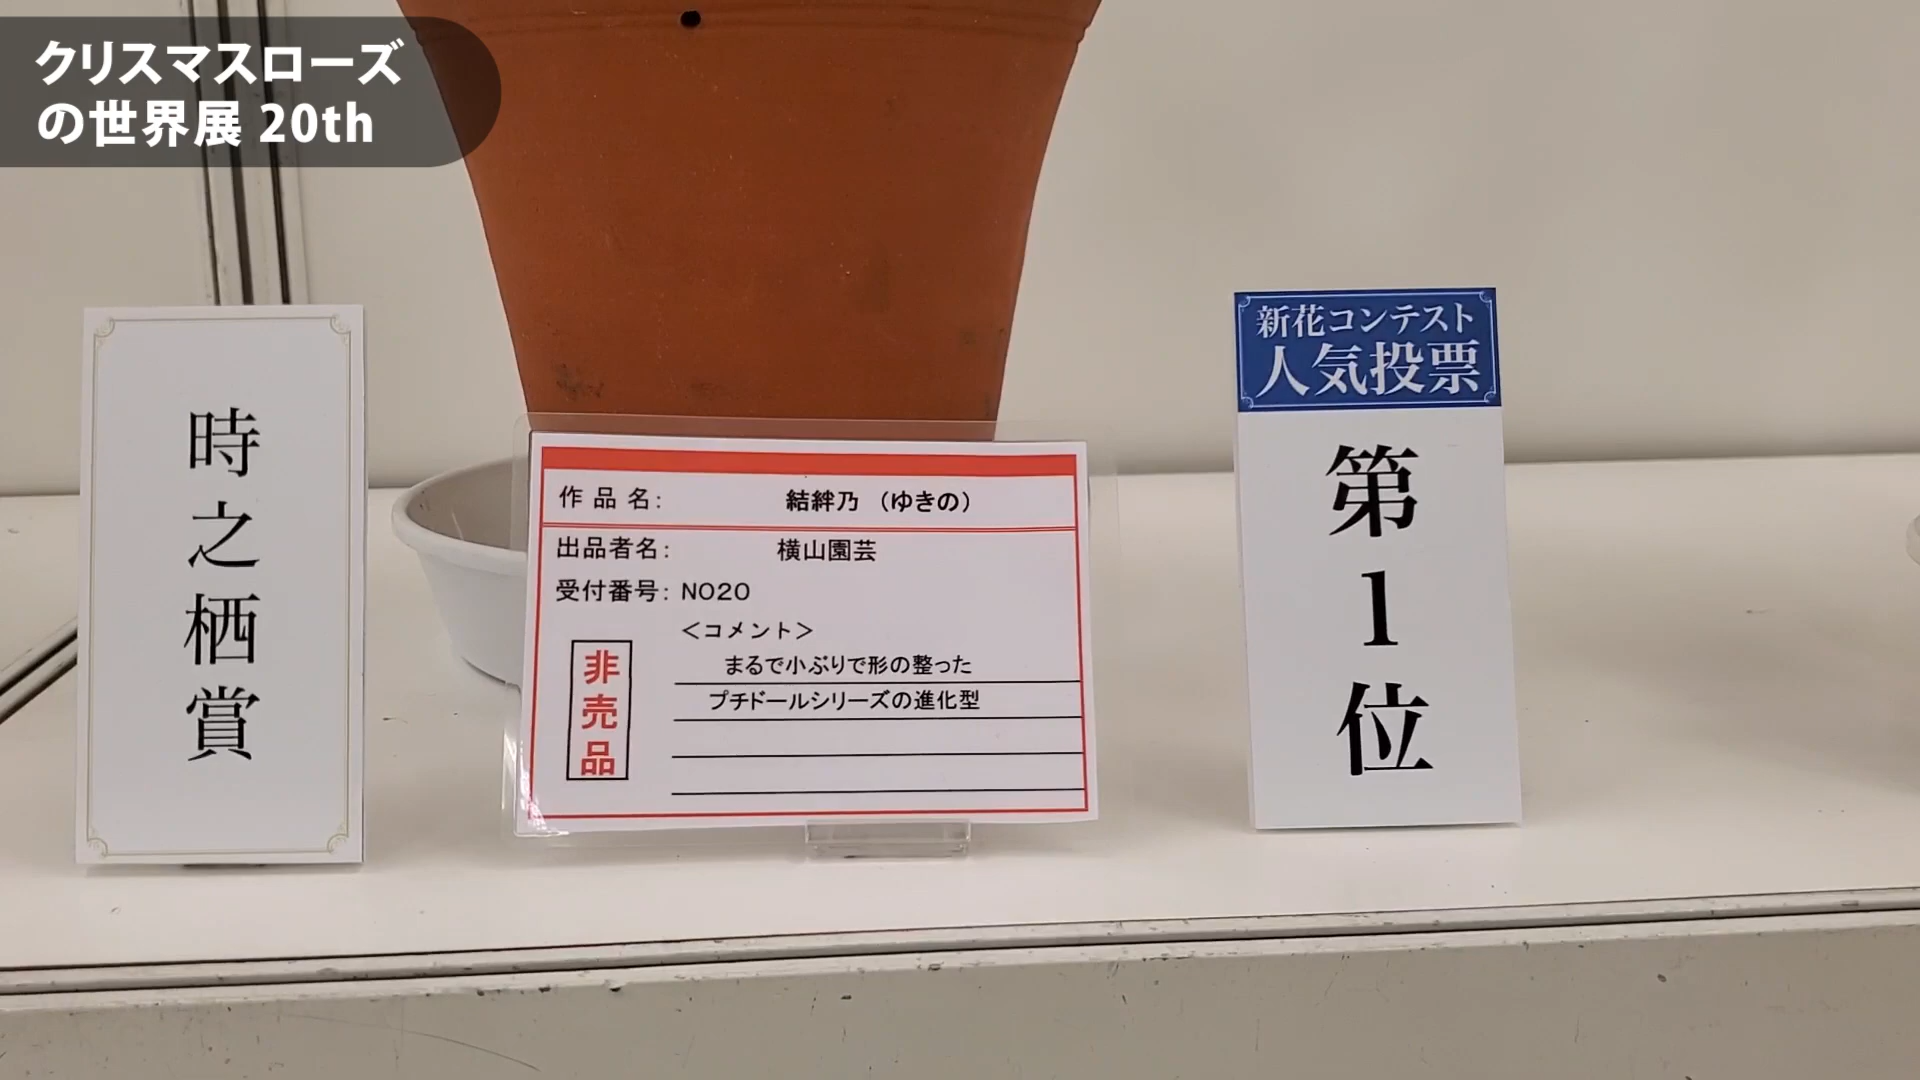 クリスマスローズ
の世界展 20th
時之栖賞
作品名: 結絆乃 （ゆきの）
出品者名: 横山園芸
受付番号: NO20
＜コメント＞
まるで小ぶりで形の整った
プチドールシリーズの進化型
非売品
新花コンテスト
人気投票
第1位